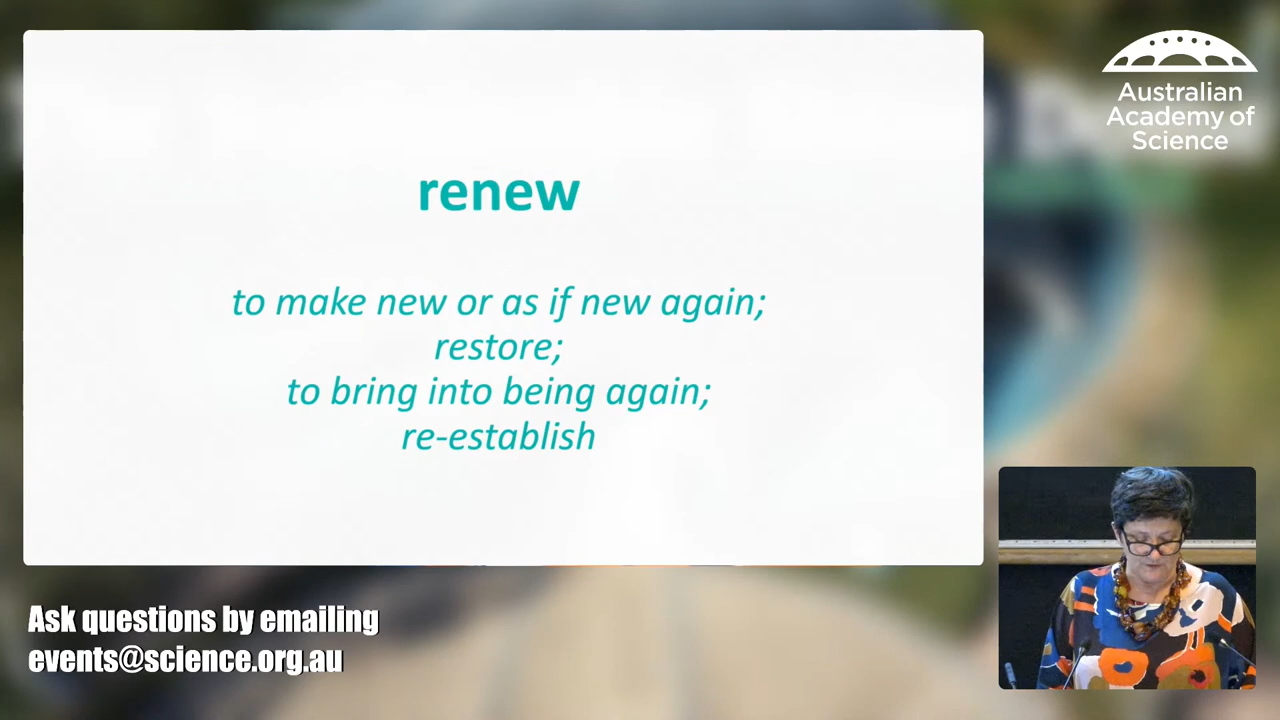 renew
to make new or as if new again;
restore;
to bring into being again;
re-establish
Australian
Academy of
Science
Ask questions by emailing
events@science.org.au